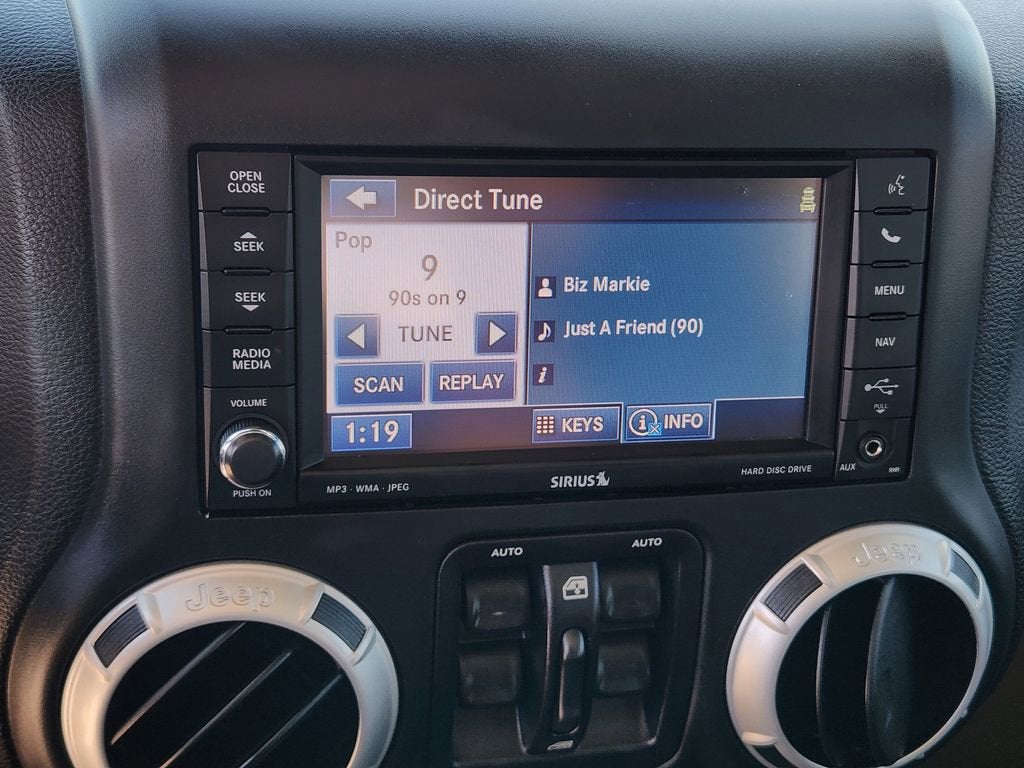 OPEN
CLOSE
SEEK
SEEK
RADIO
MEDIA
VOLUME
PUSH ON
Direct Tune
Pop
9
90s on 9
TUNE
SCAN
REPLAY
1:19
Biz Markie
Just A Friend (90)
i
KEYS
i INFO
MENU
NAV
PULL
AUX
RHR
MP3 · WMA · JPEG
SIRIUS
HARD DISC DRIVE
AUTO
AUTO
Jeep
Jeep